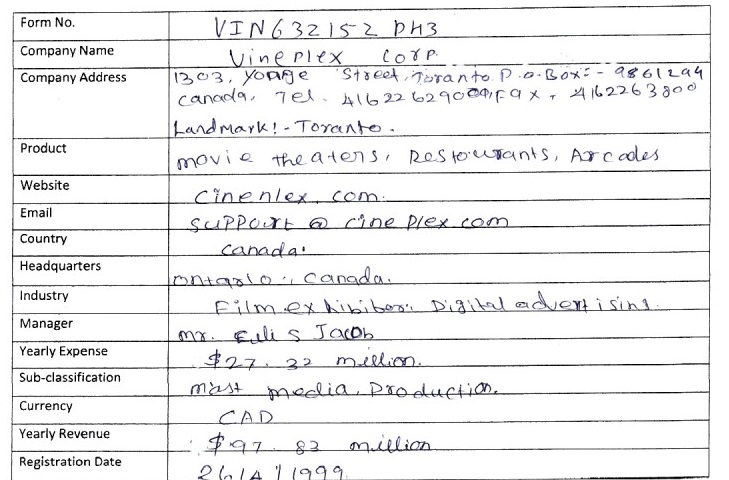 Form No. VIN632152 DH3
Company Name Vineplex Corp.
Company Address 1303, Yonge Street, Toranto P.o.Box:- 9861294
Canada, Tel. 4162262900, Fax, 4162263800
Landmark:- Toranto.
Product movie theaters, Restourants, Arcades
Website cinenlex.com.
Email support @ cineplex.com
Country Canada.
Headquarters ontario., Canada.
Industry Film exhibitor. Digital advertising.
Manager mr. Jacob
Yearly Expense $27.32 million.
Sub-classification mast media, production.
Currency CAD
Yearly Revenue $97.83 million
Registration Date 1999.